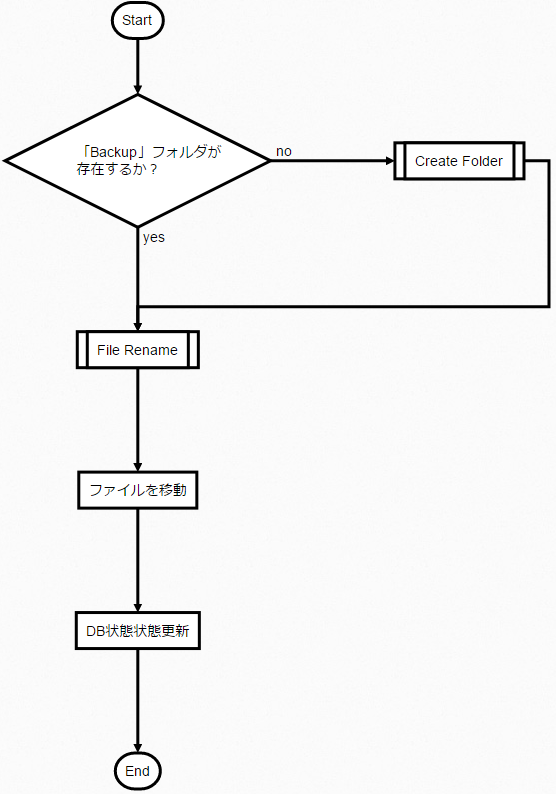 Start
「Backup」フォルダが
存在するか？
no
Create Folder
yes
File Rename
ファイルを移動
DB状態状態更新
End